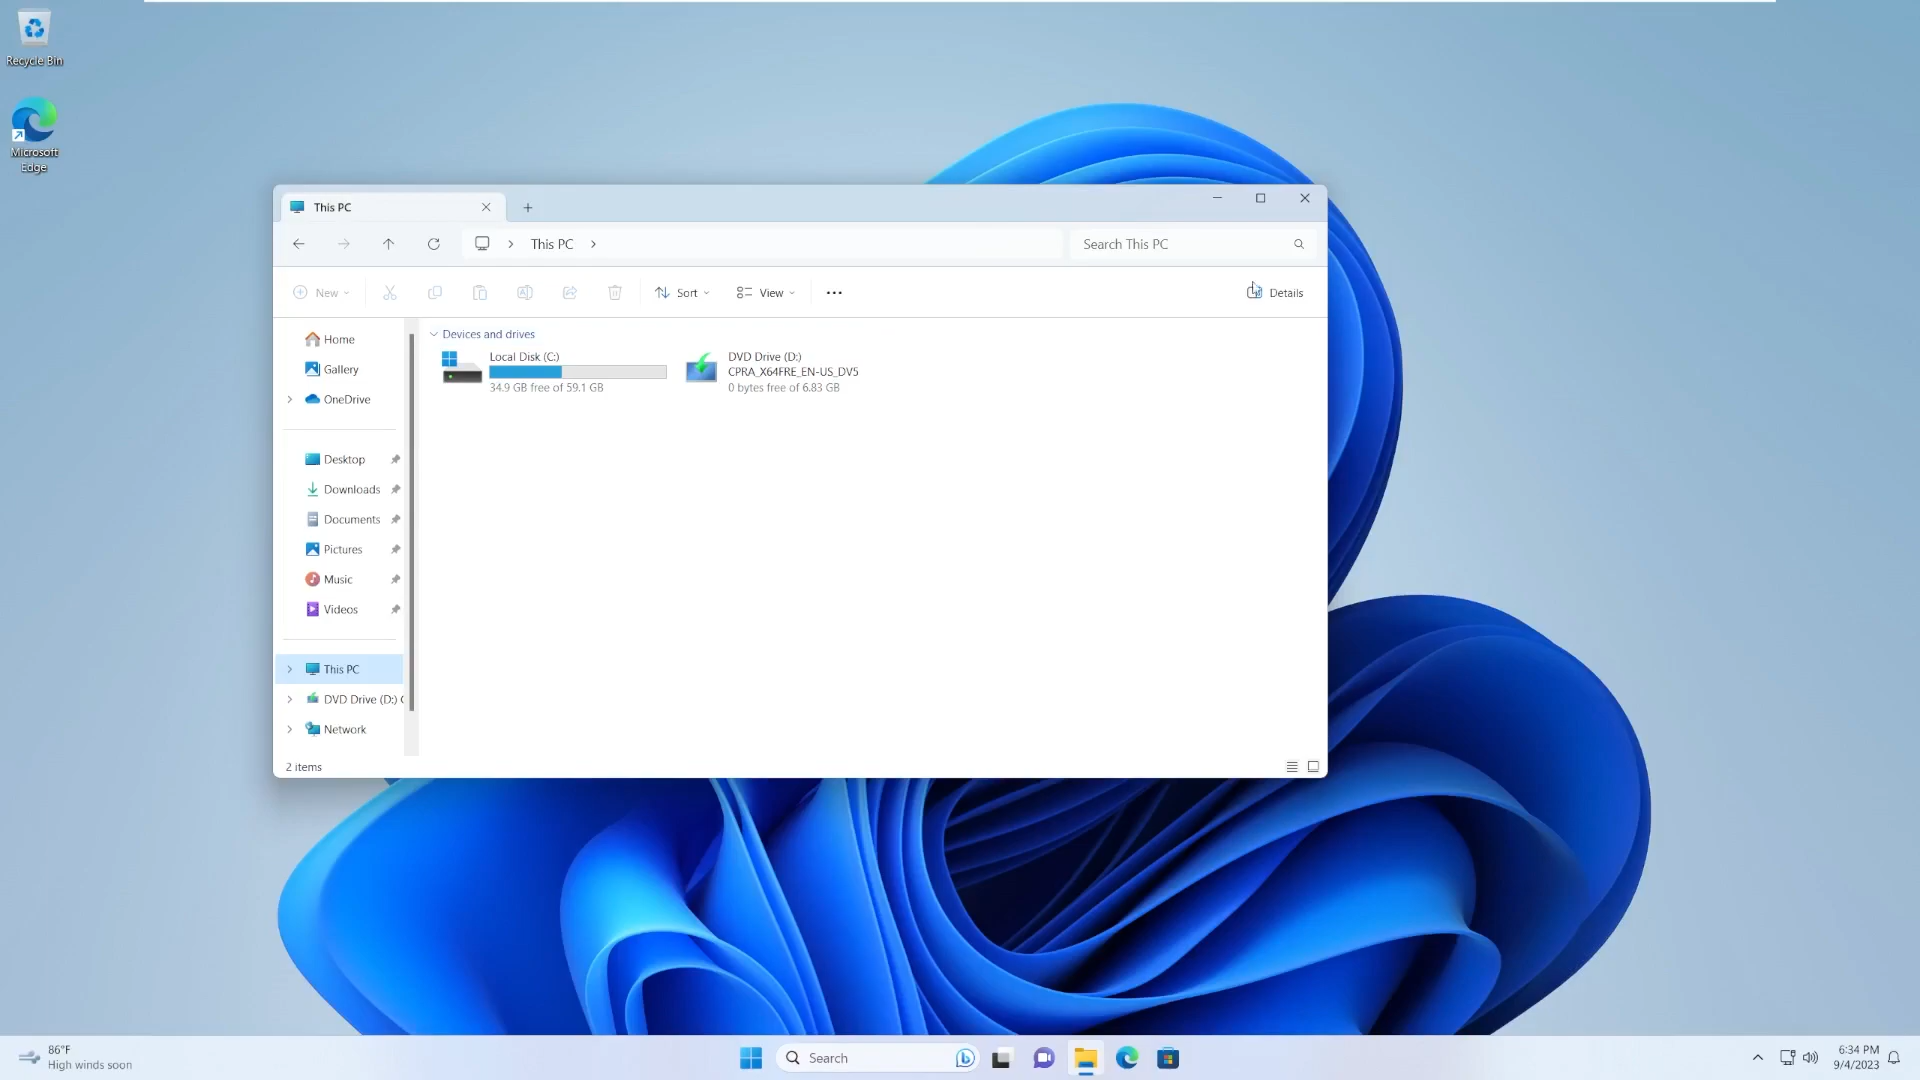 Recycle Bin
Microsoft
Edge
This PC
This PC
Search This PC
New
Sort
View
Details
Home
Gallery
OneDrive
Desktop
Downloads
Documents
Pictures
Music
Videos
This PC
DVD Drive (D:) C
Network
Devices and drives
Local Disk (C:)
34.9 GB free of 59.1 GB
DVD Drive (D:)
CPRA_X64FRE_EN-US_DV5
0 bytes free of 6.83 GB
2 items
86°F
High winds soon
Search
6:34 PM
9/4/2023